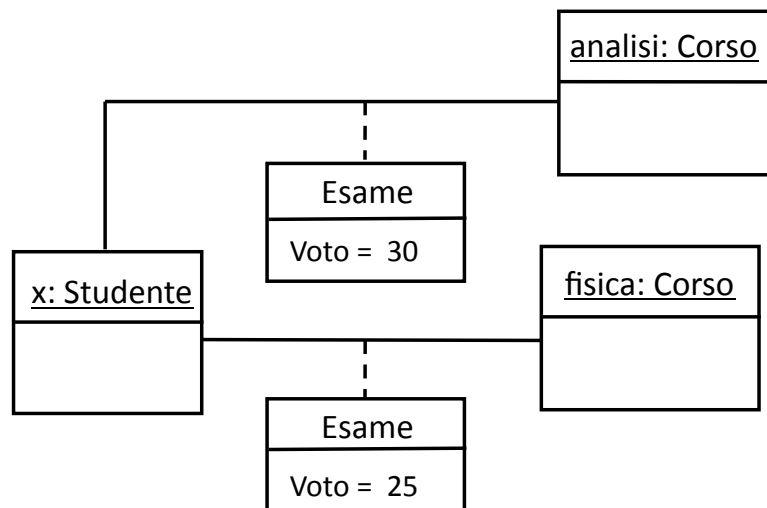 analisi: Corso
Esame
Voto = 30
x: Studente
fisica: Corso
Esame
Voto = 25